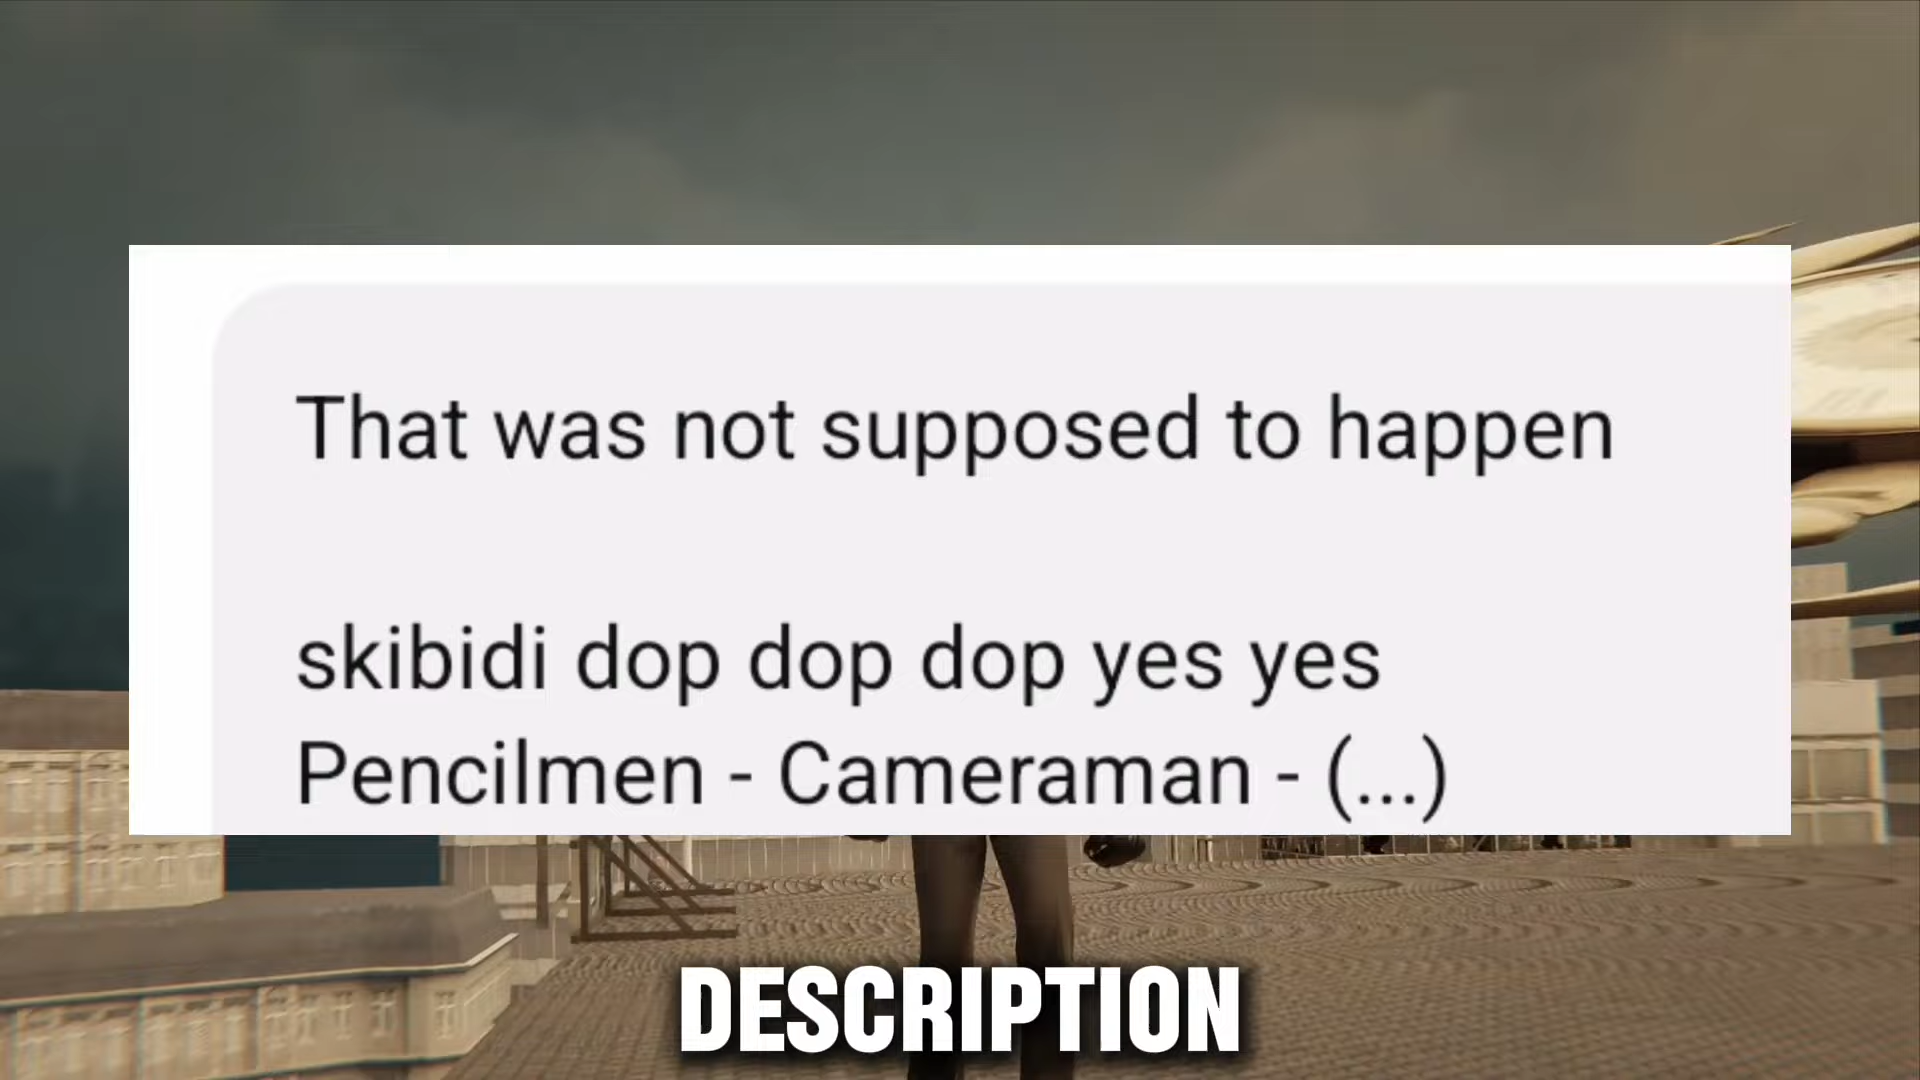 That was not supposed to happen
skibidi dop dop dop yes yes
Pencilmen - Cameraman - (...)
DESCRIPTION